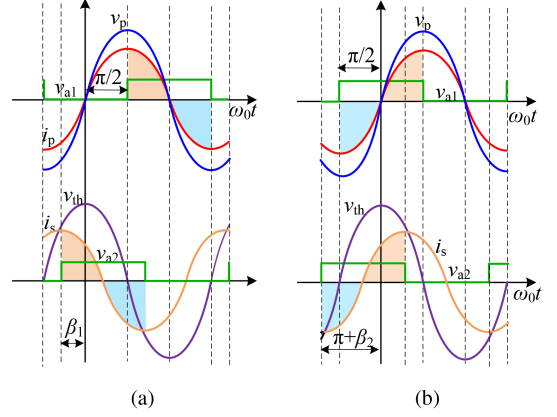 v_p v_p
π/2 π/2
v_a1 v_a1
ω_0t ω_0t
i_p i_p
v_th v_th
i_s i_s
v_a2 v_a2
ω_0t ω_0t
β_1 π+β_2
(a) (b)